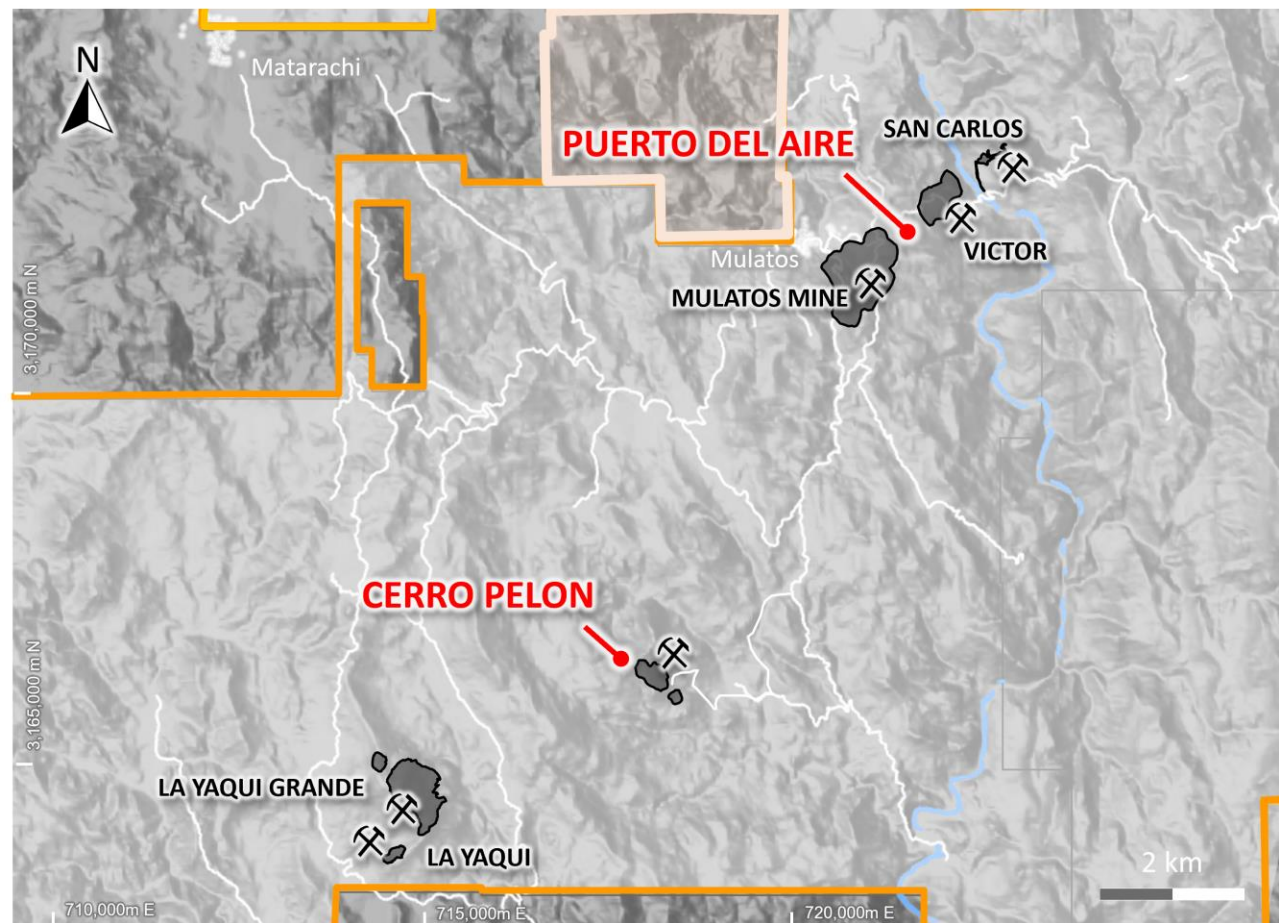 N
Matarachi
PUERTO DEL AIRE
SAN CARLOS
VICTOR
Mulatos
MULATOS MINE
3,170,000 m N
CERRO PELON
3,165,000 m N
LA YAQUI GRANDE
LA YAQUI
2 km
710,000m E
715,000m E
720,000m E